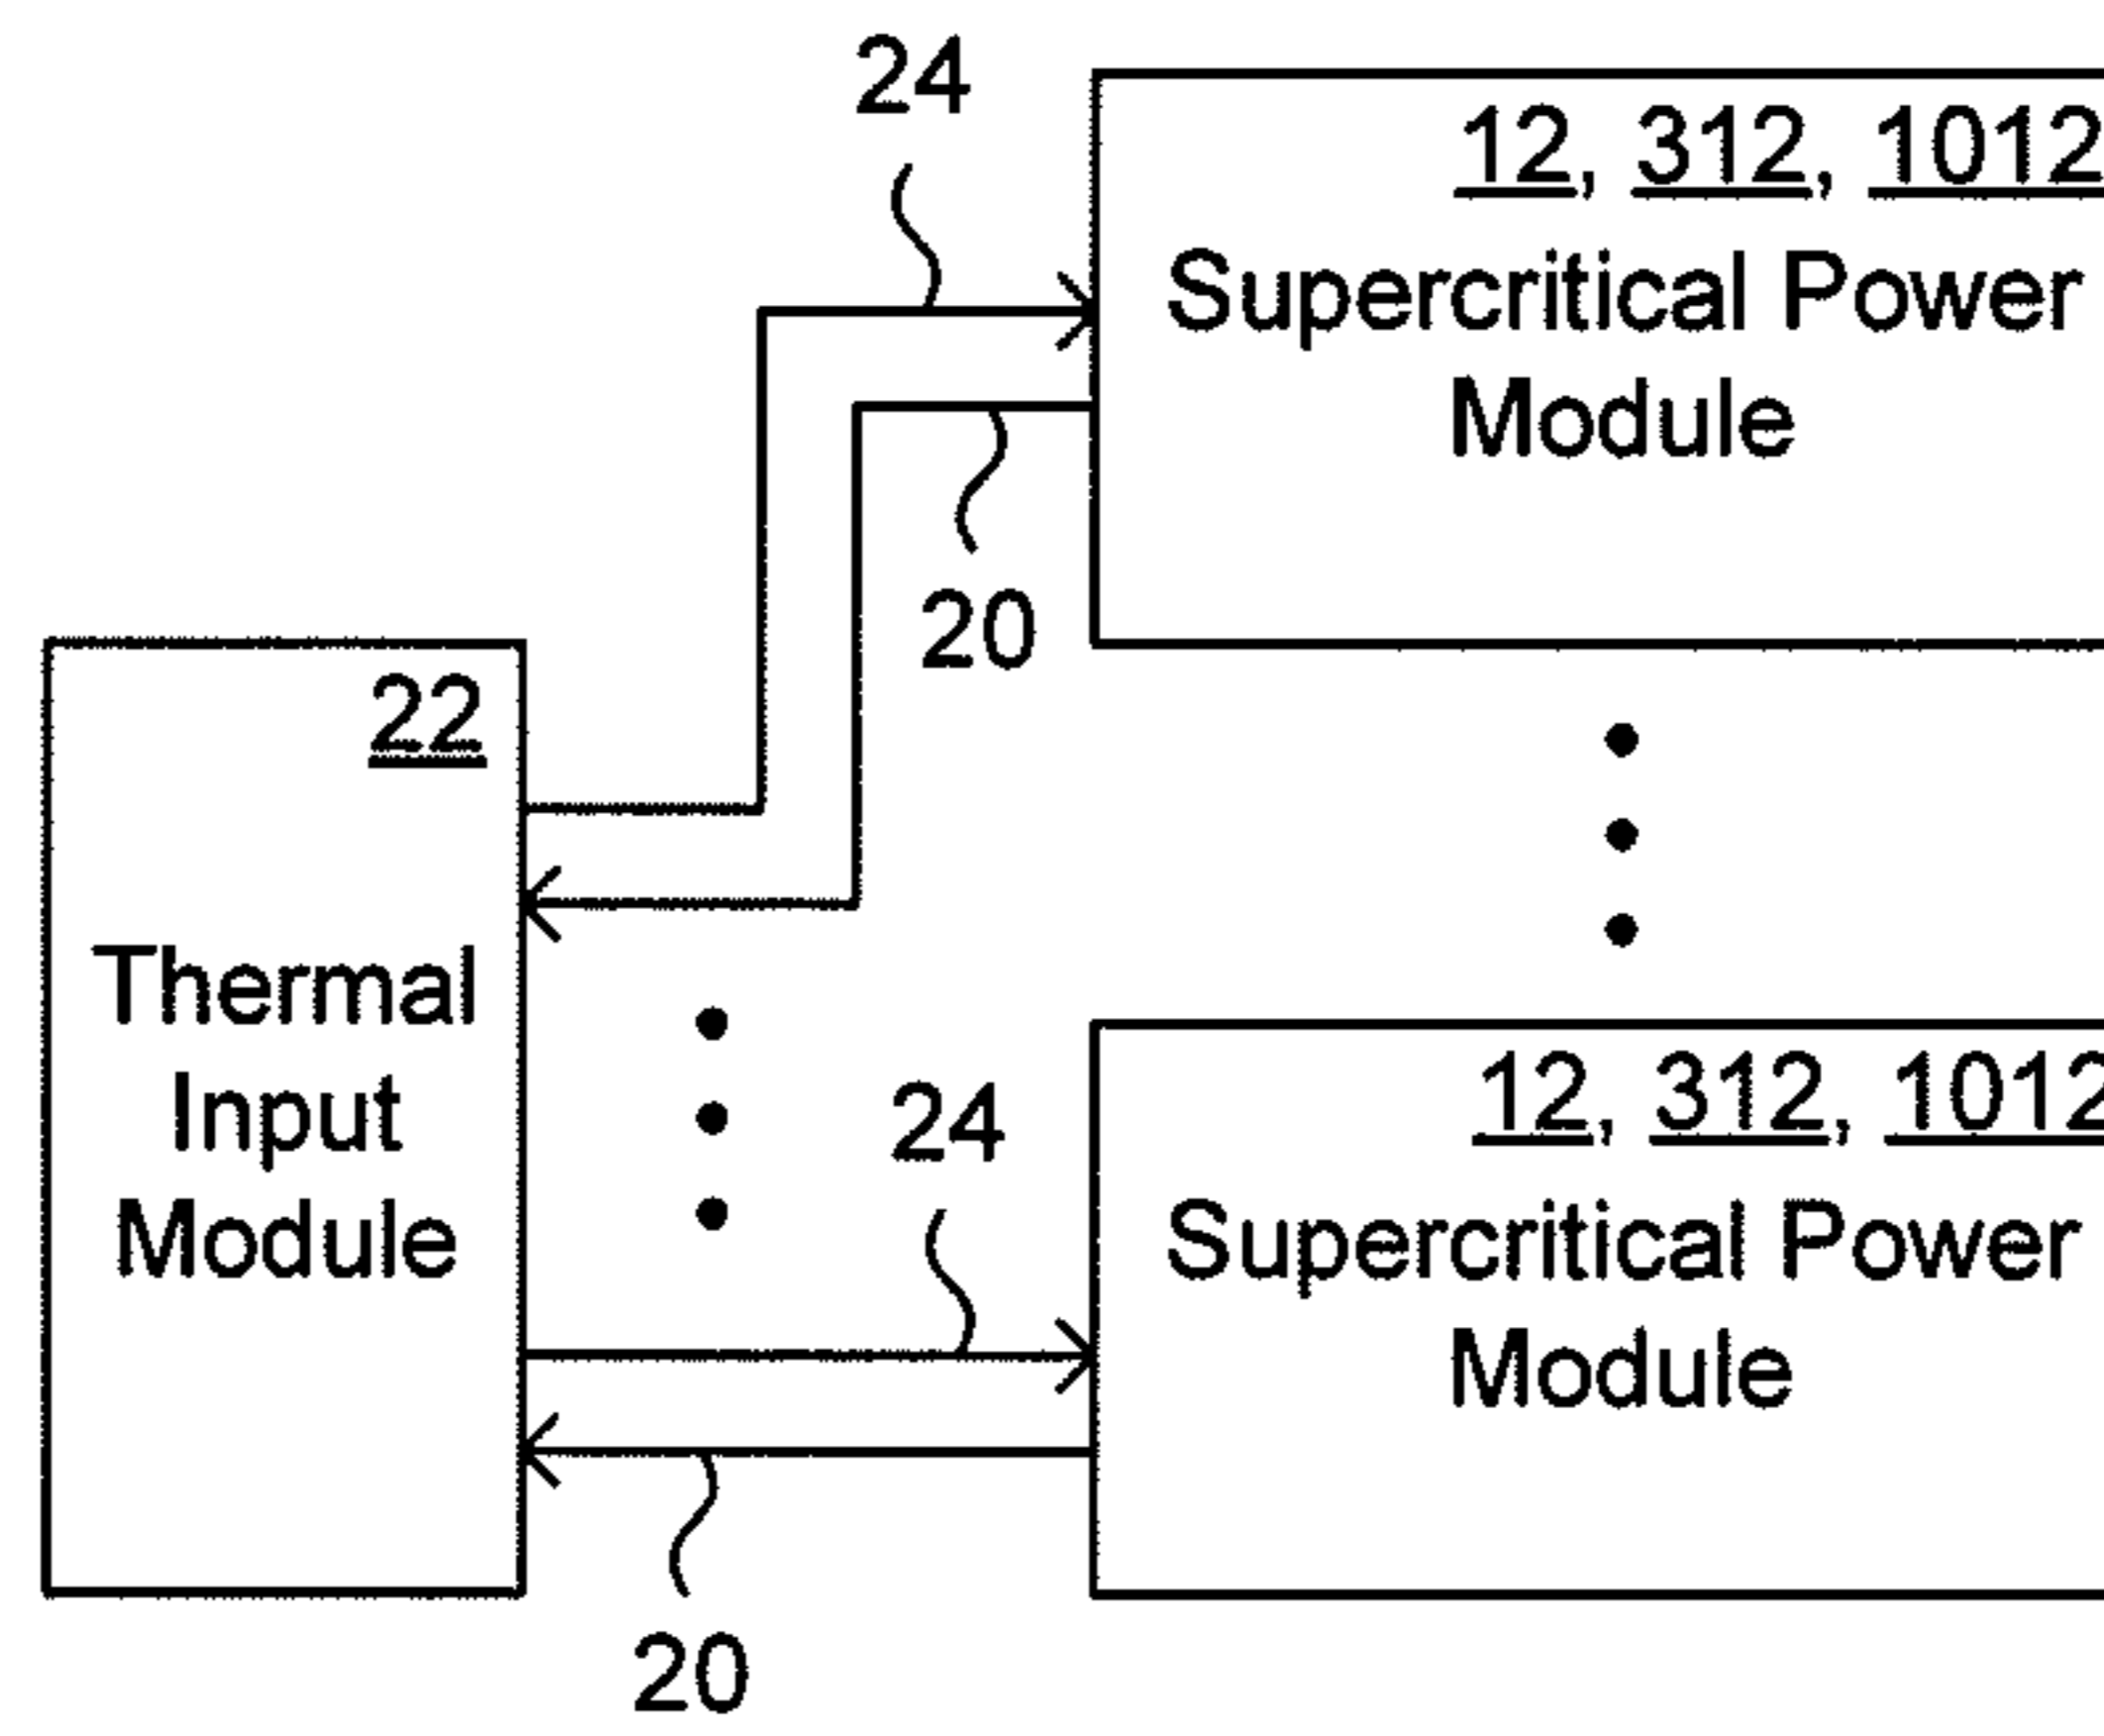 24
12, 312, 1012
Supercritical Power
Module
20
22
Thermal
Input
Module
24
12, 312, 1012
Supercritical Power
Module
20